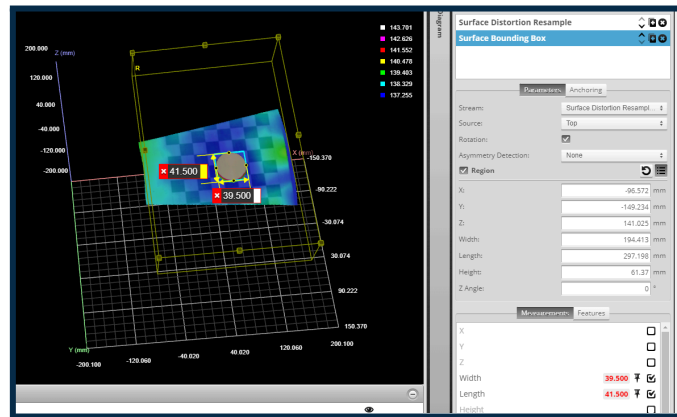 143.701
142.626
141.552
140.478
139.403
138.329
137.255
200.000 Z (mm)
120.000
40.000
-40.000
-120.000
-200.000
R
X (mm)
-150.370
-90.222
-30.074
30.074
90.222
150.370
× 41.500
× 39.500
Y (mm)
-200.100
-120.060
-40.020
40.020
120.060
200.100
Diagram
Surface Distortion Resample
Surface Bounding Box
Parameters Anchoring
Stream: Surface Distortion Resampl...
Source: Top
Rotation:
Asymmetry Detection: None
Region
X: -96.572 mm
Y: -149.234 mm
Z: 141.025 mm
Width: 194.413 mm
Length: 297.198 mm
Height: 61.37 mm
Z Angle: 0 °
Measurements Features
X
Y
Z
Width 39.500
Length 41.500
Height